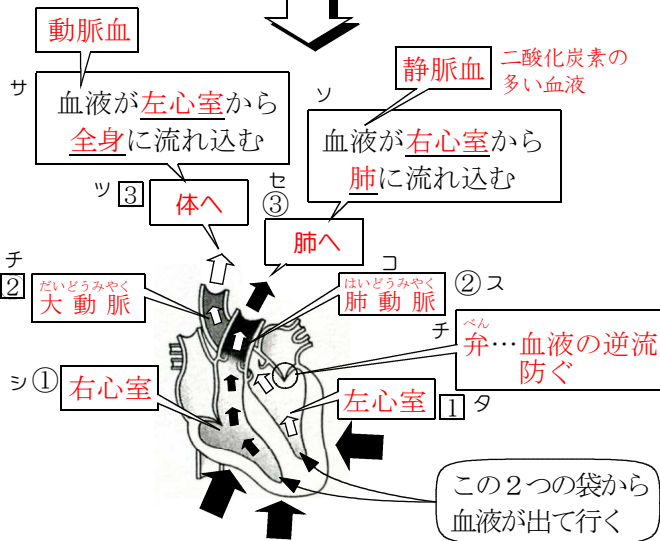 動脈血
サ
血液が左心室から
全身に流れ込む
静脈血
二酸化炭素の
多い血液
ソ
血液が右心室から
肺に流れ込む
ツ 3
体へ
セ
③
肺へ
チ
2
だいどうみゃく
大動脈
コ
はいどうみゃく
肺動脈
② ス
チ
べん
弁…血液の逆流
防ぐ
シ ①
右心室
左心室
1 タ
この2つの袋から
血液が出て行く